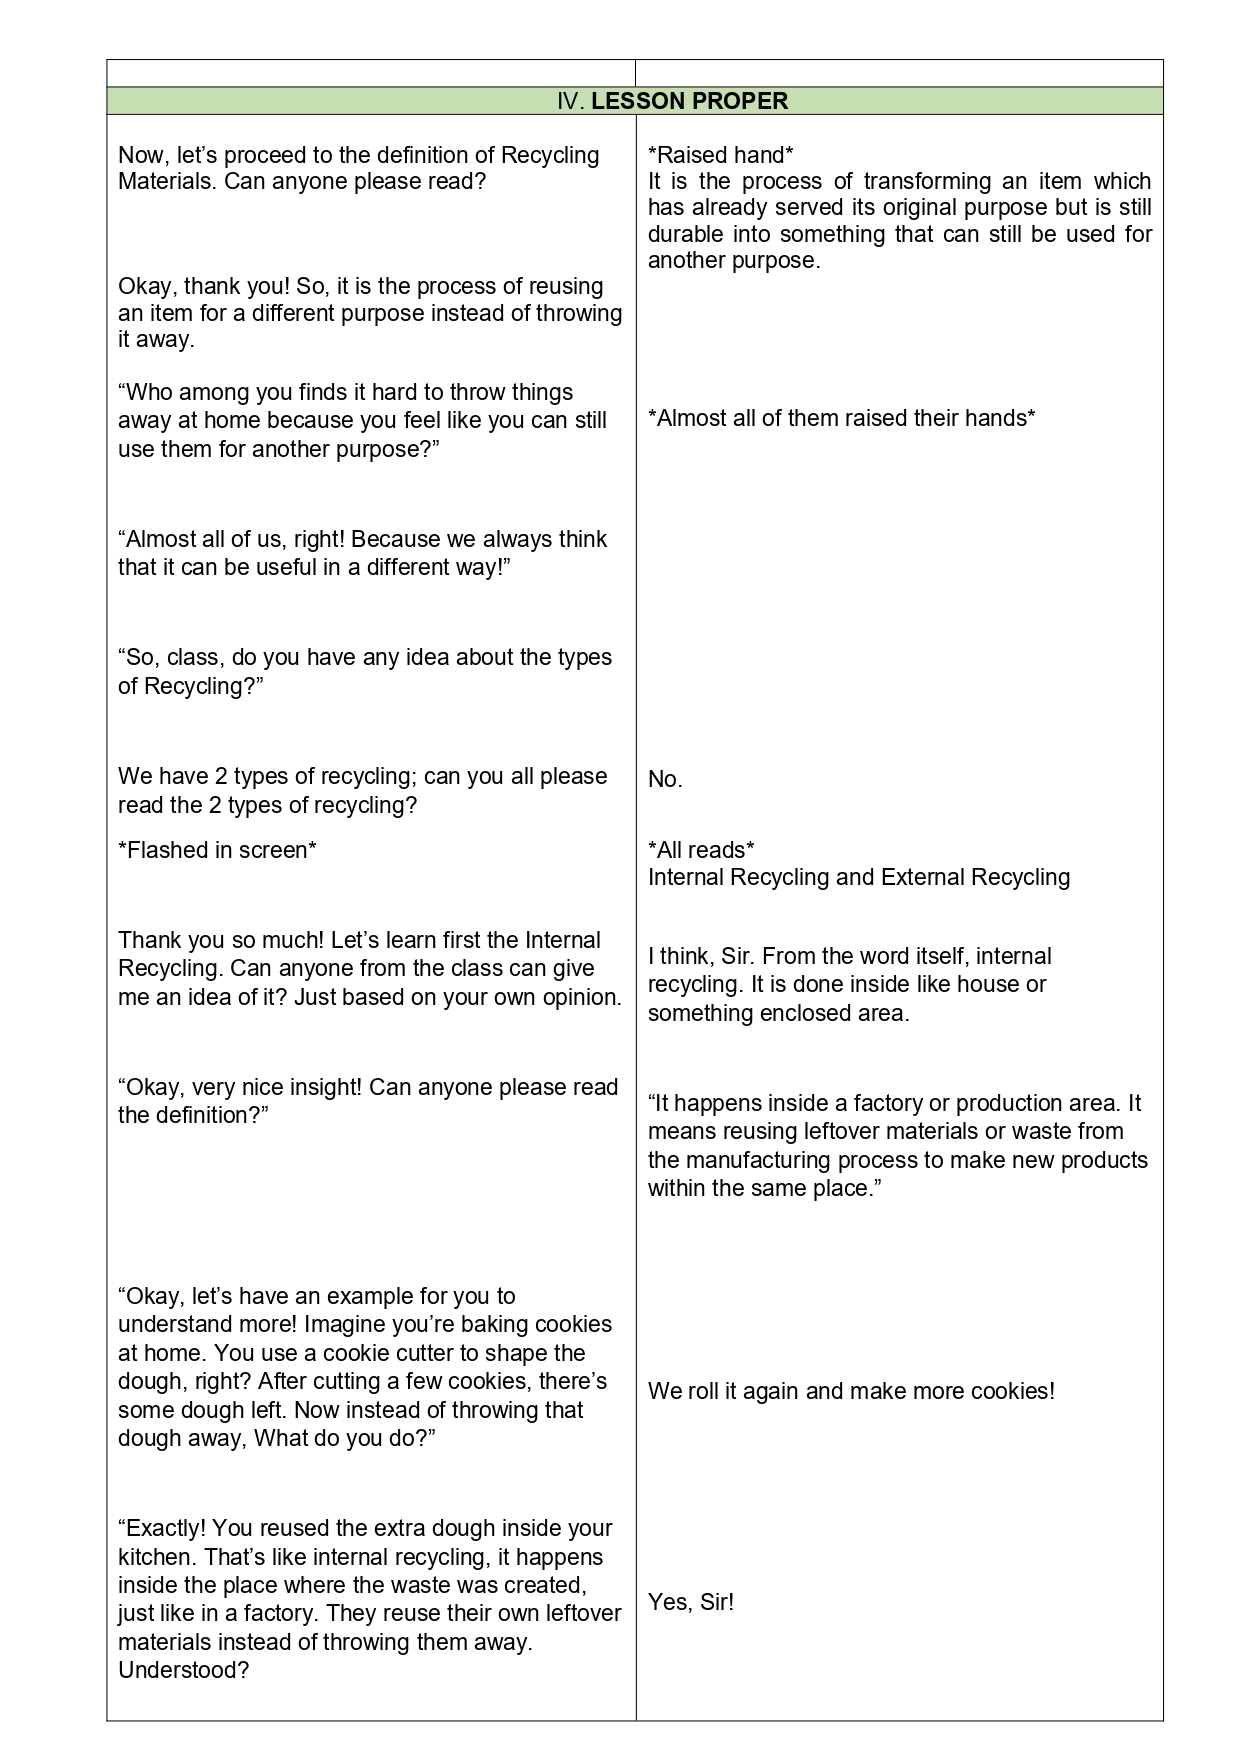 IV. LESSON PROPER
Now, let’s proceed to the definition of Recycling
Materials. Can anyone please read?
*Raised hand*
It is the process of transforming an item which
has already served its original purpose but is still
durable into something that can still be used for
another purpose.
Okay, thank you! So, it is the process of reusing
an item for a different purpose instead of throwing
it away.
“Who among you finds it hard to throw things
away at home because you feel like you can still
use them for another purpose?”
*Almost all of them raised their hands*
“Almost all of us, right! Because we always think
that it can be useful in a different way!”
“So, class, do you have any idea about the types
of Recycling?”
No.
We have 2 types of recycling; can you all please
read the 2 types of recycling?
*Flashed in screen*
*All reads*
Internal Recycling and External Recycling
Thank you so much! Let’s learn first the Internal
Recycling. Can anyone from the class can give
me an idea of it? Just based on your own opinion.
I think, Sir. From the word itself, internal
recycling. It is done inside like house or
something enclosed area.
“Okay, very nice insight! Can anyone please read
the definition?”
“It happens inside a factory or production area. It
means reusing leftover materials or waste from
the manufacturing process to make new products
within the same place.”
“Okay, let’s have an example for you to
understand more! Imagine you’re baking cookies
at home. You use a cookie cutter to shape the
dough, right? After cutting a few cookies, there’s
some dough left. Now instead of throwing that
dough away, What do you do?”
We roll it again and make more cookies!
“Exactly! You reused the extra dough inside your
kitchen. That’s like internal recycling, it happens
inside the place where the waste was created,
just like in a factory. They reuse their own leftover
materials instead of throwing them away.
Understood?
Yes, Sir!